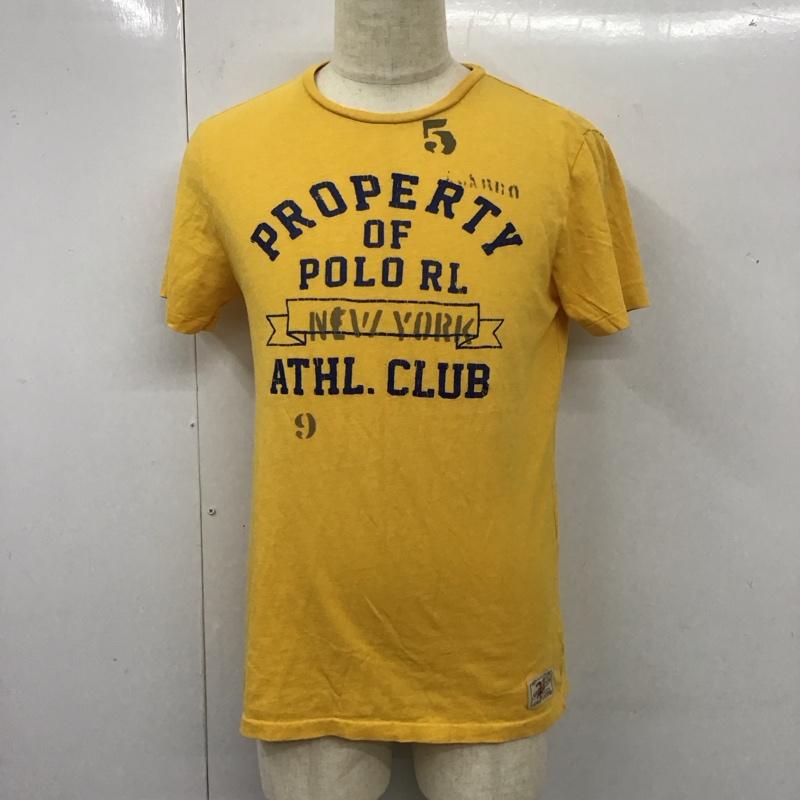 5
PROPERTY
OF
POLO RL
NEW YORK
ATHL. CLUB
9